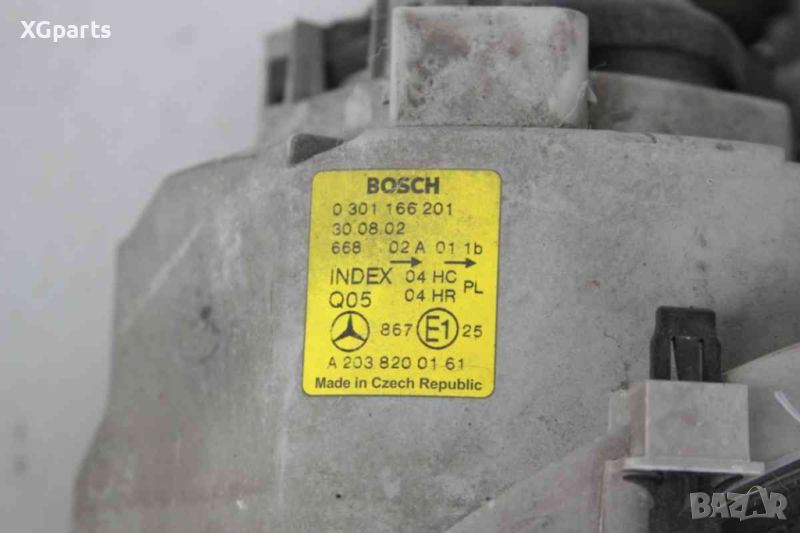 XGparts
BOSCH
0 301 166 201
30.08.02
668 02A 01 1b
INDEX 04 HC PL
Q05 04 HR
867 E1 25
A 203 820 01 61
Made in Czech Republic
BAZAR